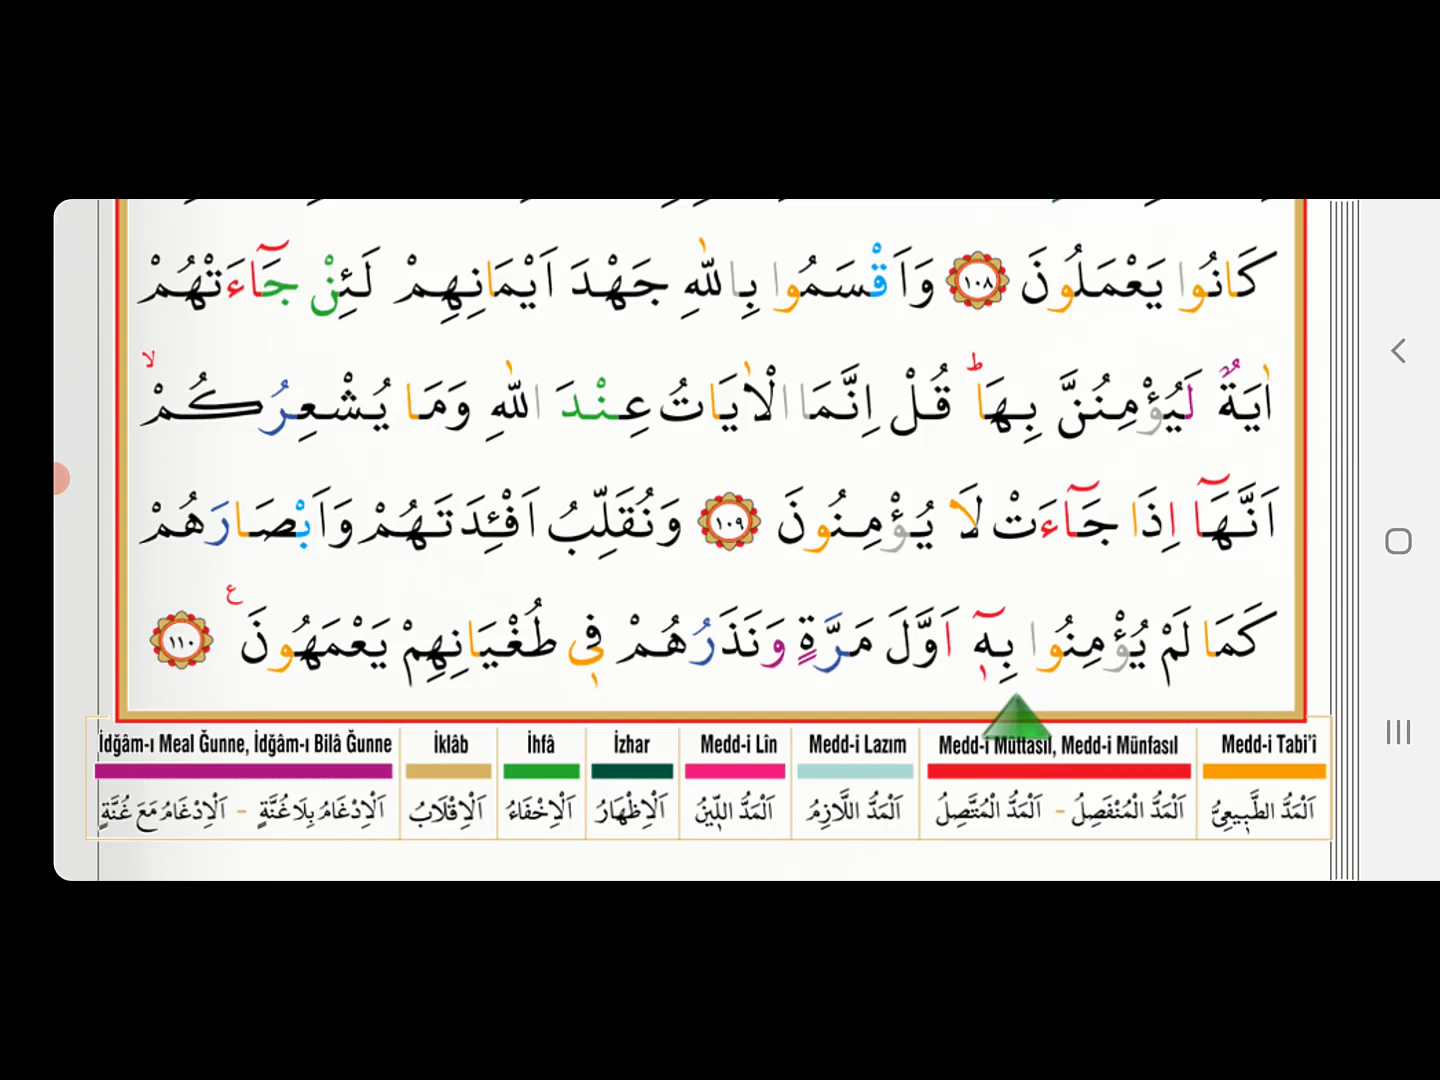 كَانُوا يَعْمَلُونَ ﴿١٠٨﴾ وَاَقْسَمُوا بِاللّٰهِ جَهْدَ اَيْمَانِهِمْ لَئِنْ جَٓاءَتْهُمْ
اٰيَةٌ لَيُؤْمِنُنَّ بِهَاۜ قُلْ اِنَّمَا الْاٰيَاتُ عِنْدَ اللّٰهِ وَمَا يُشْعِرُكُمْۙ
اَنَّهَٓا اِذَا جَٓاءَتْ لَا يُؤْمِنُونَ ﴿١٠٩﴾ وَنُقَلِّبُ اَفْـِٔدَتَهُمْ وَاَبْصَارَهُمْ
كَمَا لَمْ يُؤْمِنُوا بِه۪ٓ اَوَّلَ مَرَّةٍ وَنَذَرُهُمْ ف۪ي طُغْيَانِهِمْ يَعْمَهُونَ ع ﴿١١٠﴾
İdğâm-ı Meal Ğunne, İdğâm-ı Bilâ Ğunne İklâb İhfâ İzhar Medd-i Lîn Medd-i Lazım Medd-i Müttasıl, Medd-i Münfasıl Medd-i Tabi'î
اَلْمَدُّ الطَّب۪يعِيُّ اَلْمَدُّ الْمُنْفَصِلُ - اَلْمَدُّ الْمُتَّصِلُ اَلْمَدُّ اللَّازِمُ اَلْمَدُّ اللّ۪ينُ اَلْاِظْهَارُ اَلْاِخْفَاءُ اَلْاِقْلَابُ اَلْاِدْغَامُ بِلَاغُنَّةٍ - اَلْاِدْغَامُ مَعَ غُنَّةٍ